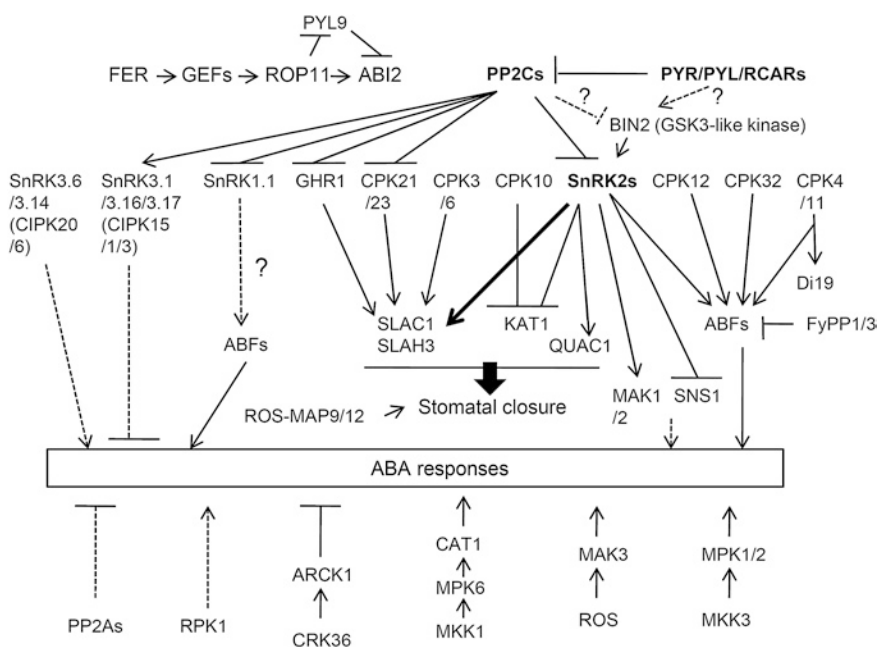 PYL9
FER GEFs ROP11 ABI2 PP2Cs PYR/PYL/RCARs
? ?
BIN2 (GSK3-like kinase)
SnRK3.6 SnRK3.1 SnRK1.1 GHR1 CPK21 CPK3 CPK10 SnRK2s CPK12 CPK32 CPK4
/3.14 /3.16/3.17 /23 /6 /11
(CIPK20 (CIPK15
/6) /1/3)
?
Di19
SLAC1 KAT1 ABFs FyPP1/3
ABFs SLAH3 QUAC1
MAK1 SNS1
/2
ROS-MAP9/12 Stomatal closure
ABA responses
CAT1
ARCK1 MAK3 MPK1/2
MPK6
PP2As RPK1 CRK36 MKK1 ROS MKK3